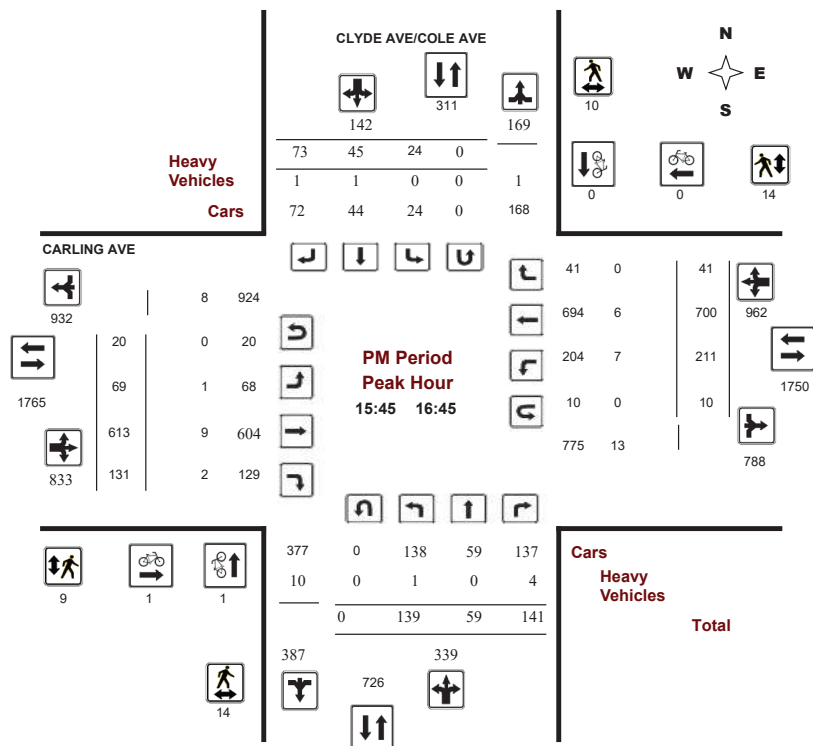 CLYDE AVE/COLE AVE
N
W E
S
311
10
142
169
73 45 24 0
Heavy
Vehicles
1 1 0 0 1
Cars
72 44 24 0 168
0
0
14
CARLING AVE
41 0 41
8 924
932
694 6 700
962
20 0 20
PM Period
Peak Hour
15:45 16:45
204 7 211
1765
69 1 68
1750
10 0 10
613 9 604
775 13
833
131 2 129
788
377 0 138 59 137
Cars
10 0 1 0 4
Heavy
Vehicles
9
1
1
0 139 59 141
Total
387
339
726
14